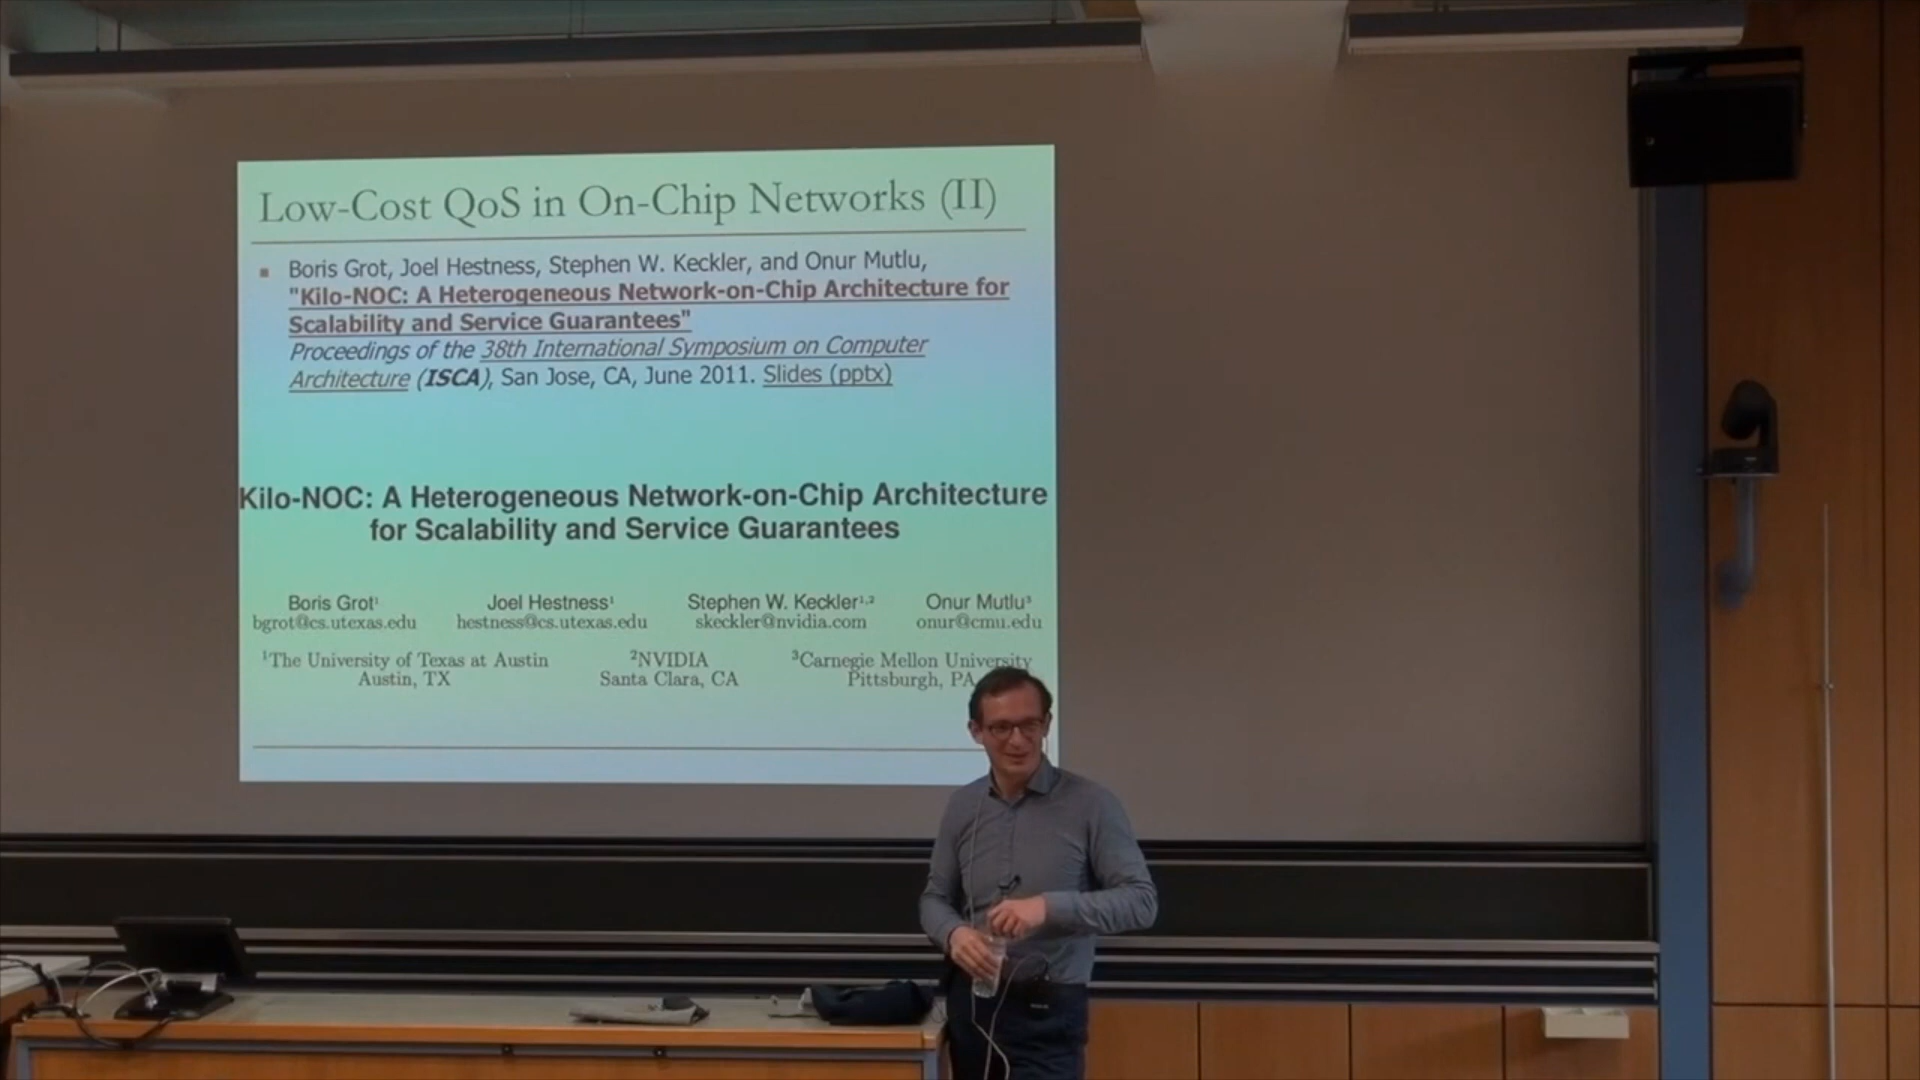 Low-Cost QoS in On-Chip Networks (II)
Boris Grot, Joel Hestness, Stephen W. Keckler, and Onur Mutlu,
"Kilo-NOC: A Heterogeneous Network-on-Chip Architecture for
Scalability and Service Guarantees"
Proceedings of the 38th International Symposium on Computer
Architecture (ISCA), San Jose, CA, June 2011. Slides (pptx)
Kilo-NOC: A Heterogeneous Network-on-Chip Architecture
for Scalability and Service Guarantees
Boris Grot¹ Joel Hestness¹ Stephen W. Keckler¹,² Onur Mutlu³
bgrot@cs.utexas.edu hestness@cs.utexas.edu skeckler@nvidia.com onur@cmu.edu
¹The University of Texas at Austin ²NVIDIA ³Carnegie Mellon University
Austin, TX Santa Clara, CA Pittsburgh, PA